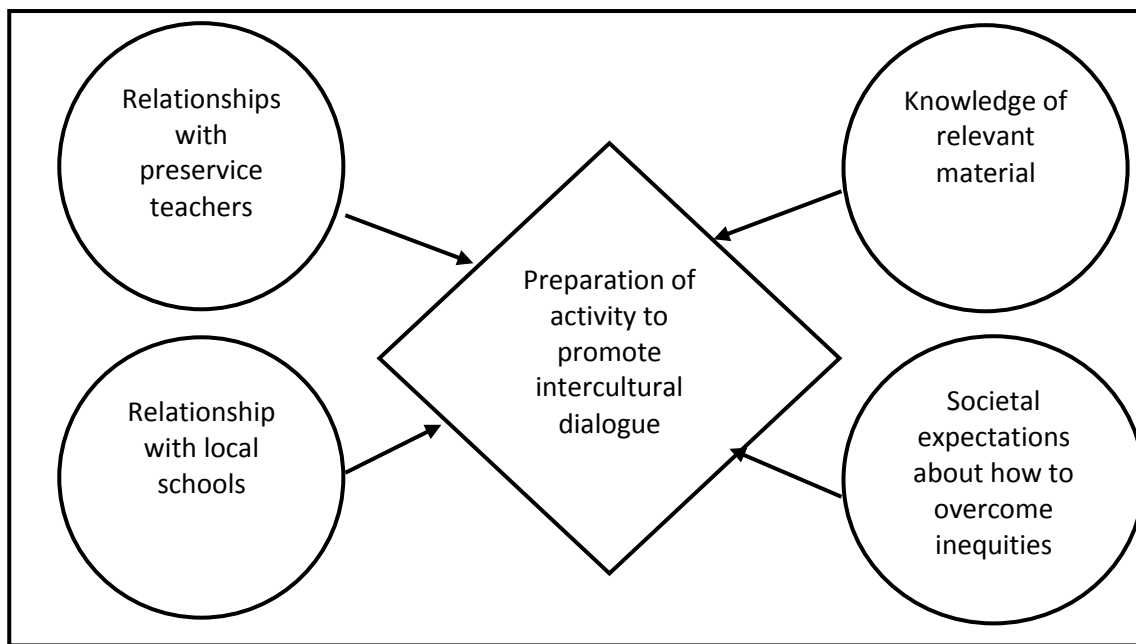 Relationships
with
preservice
teachers
Knowledge of
relevant
material
Preparation of
activity to
promote
intercultural
dialogue
Relationship
with local
schools
Societal
expectations
about how to
overcome
inequities